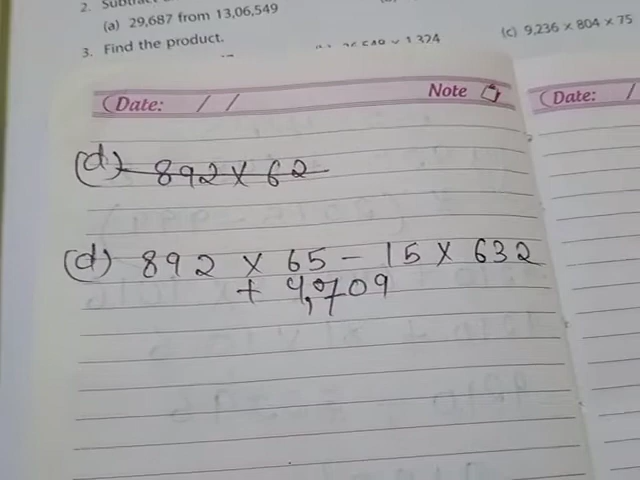 2. Subtract
(a) 29,687 from 13,06,549
3. Find the product.
(c) 9,236 × 804 × 75
Date: / /
Note
Date: /
(d) 892 × 62
(d) 892 × 65 - 15 × 632
+ 4,709